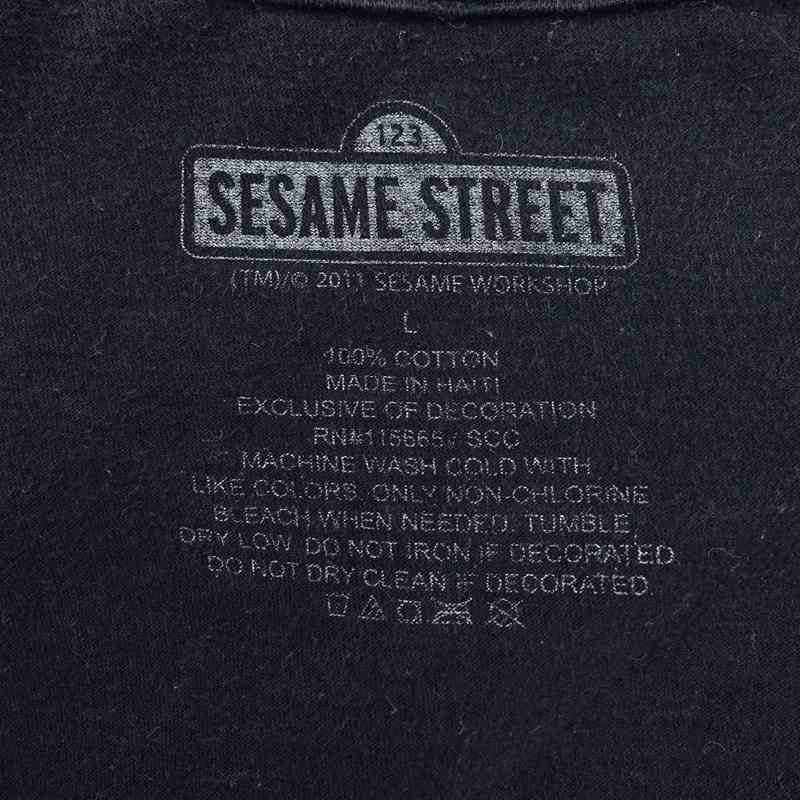 123
SESAME STREET
(TM)/© 2011 SESAME WORKSHOP
L
100% COTTON
MADE IN HAITI
EXCLUSIVE OF DECORATION
SCC
MACHINE WASH COLD WITH
LIKE COLORS. ONLY NON-CHLORINE
BLEACH WHEN NEEDED. TUMBLE
DRY LOW. DO NOT IRON IF DECORATED
DO NOT DRY CLEAN IF DECORATED.